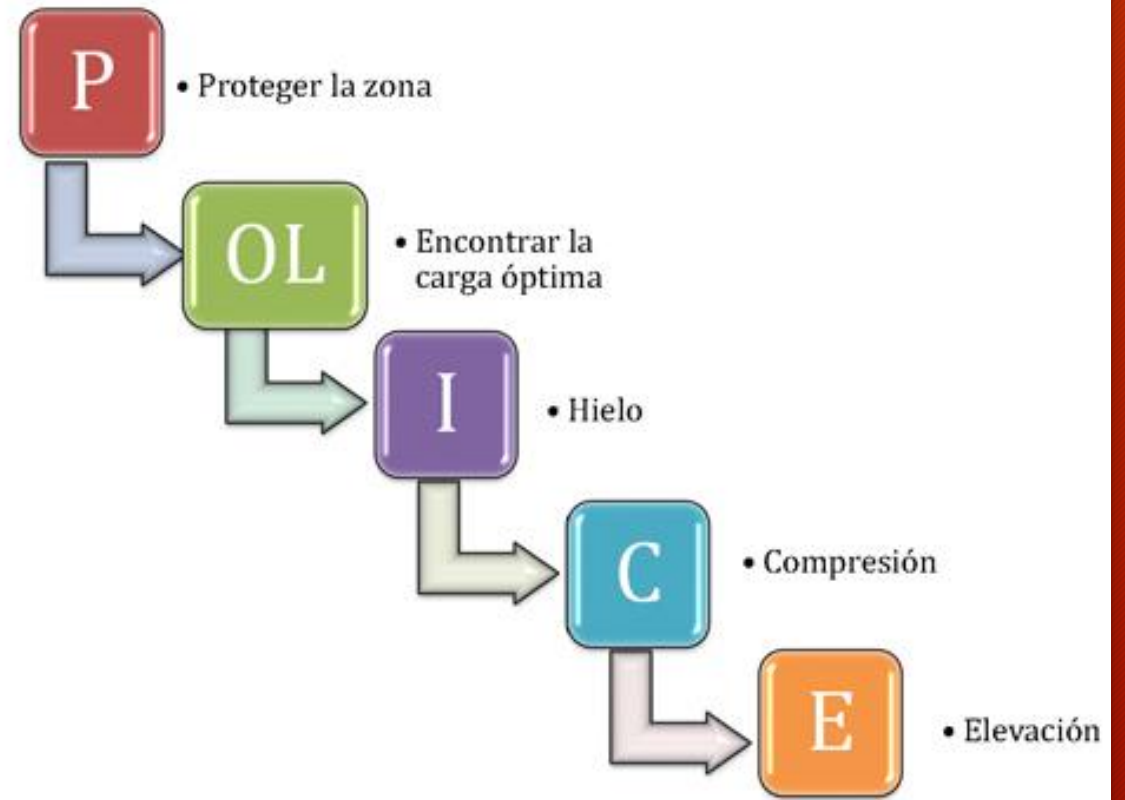 P
• Proteger la zona
OL
• Encontrar la
carga óptima
I
• Hielo
C
• Compresión
E
• Elevación